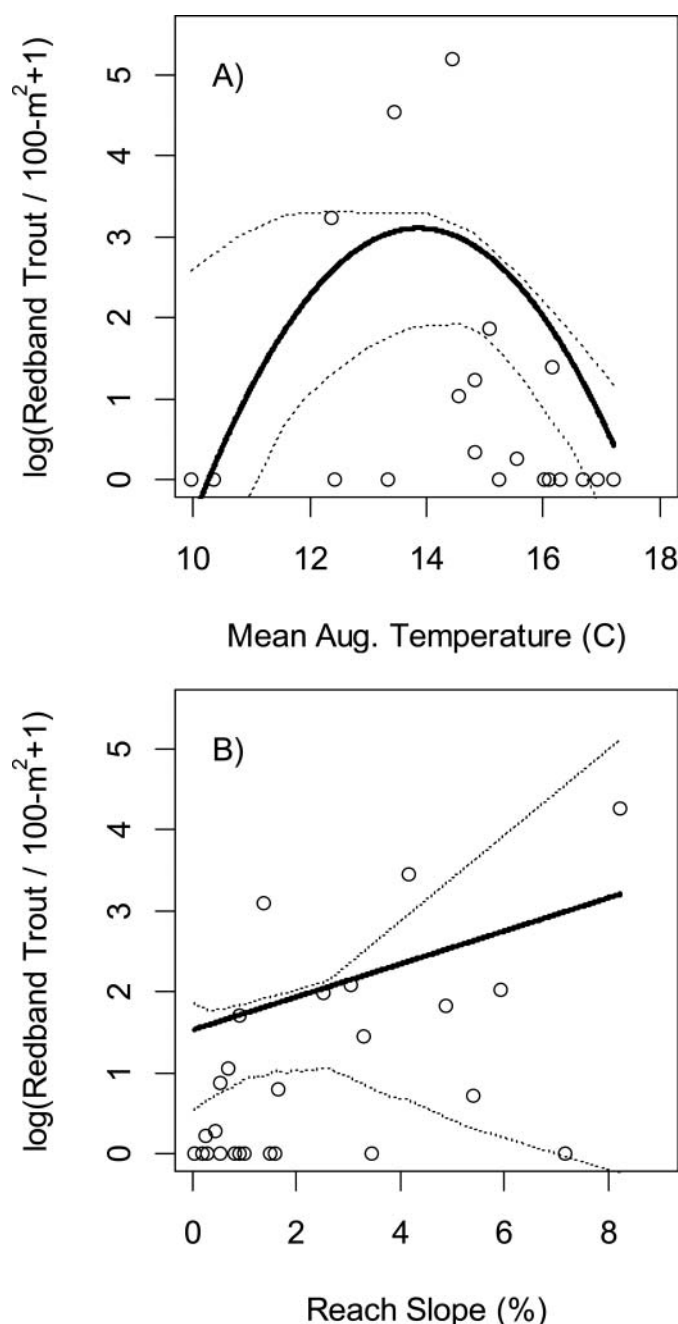 A)
log(Redband Trout / 100-m²+1)
5
4
3
2
1
0
10 12 14 16 18
Mean Aug. Temperature (C)
B)
log(Redband Trout / 100-m²+1)
5
4
3
2
1
0
0 2 4 6 8
Reach Slope (%)